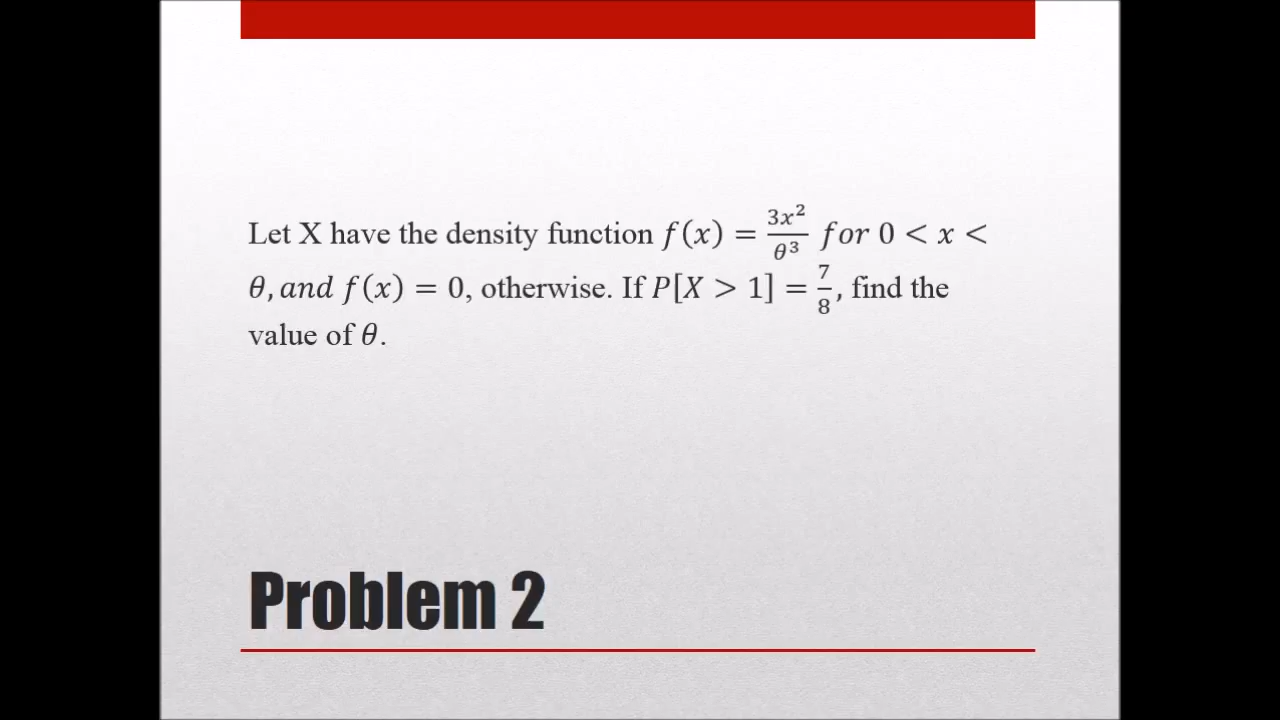 Let X have the density function f(x) = 3x²/θ³ for 0 < x <
θ, and f(x) = 0, otherwise. If P[X > 1] = 7/8, find the
value of θ.
Problem 2